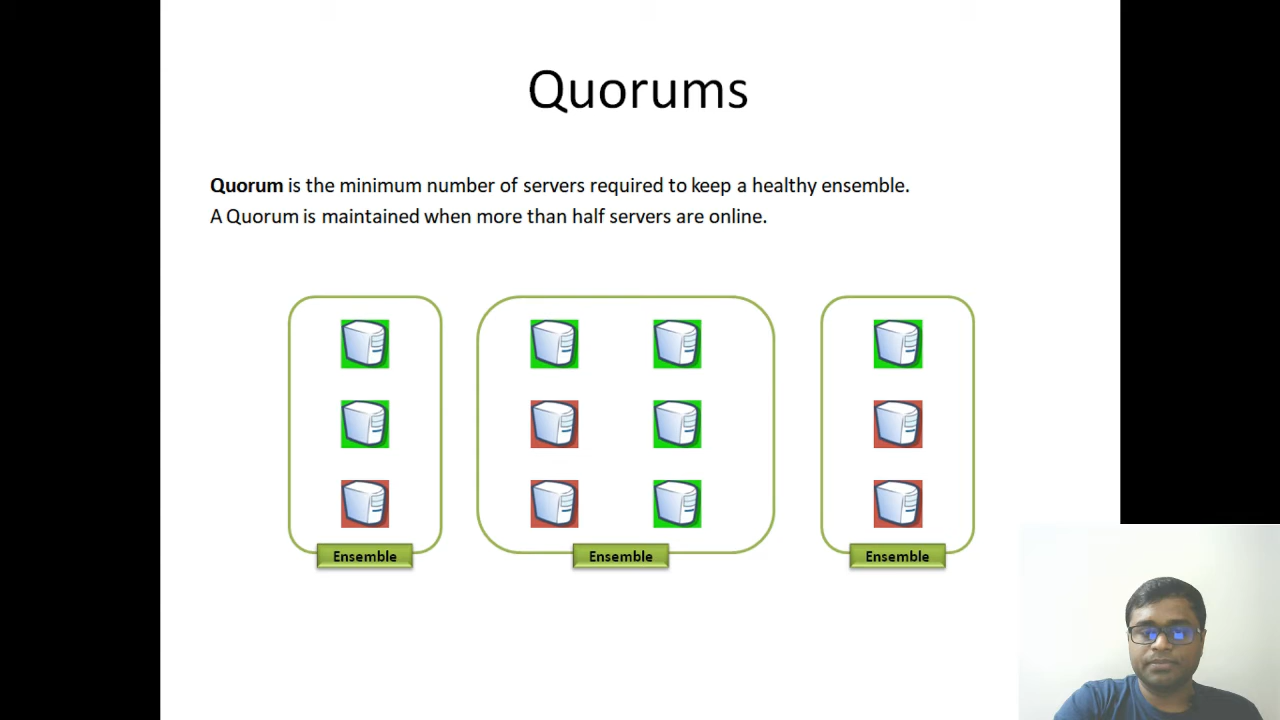 Quorums
Quorum is the minimum number of servers required to keep a healthy ensemble.
A Quorum is maintained when more than half servers are online.
Ensemble
Ensemble
Ensemble